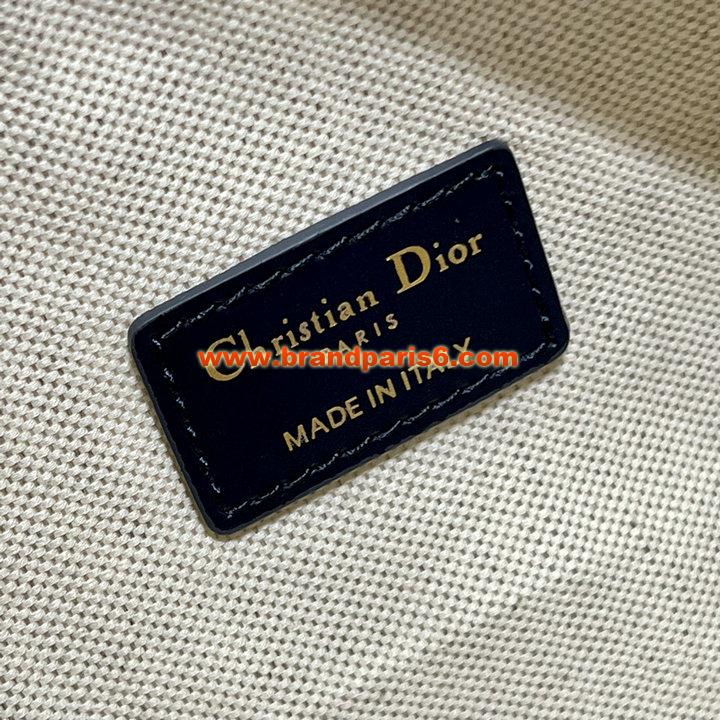 Christian Dior
PARIS
www.brandparis6.com
MADE IN ITALY